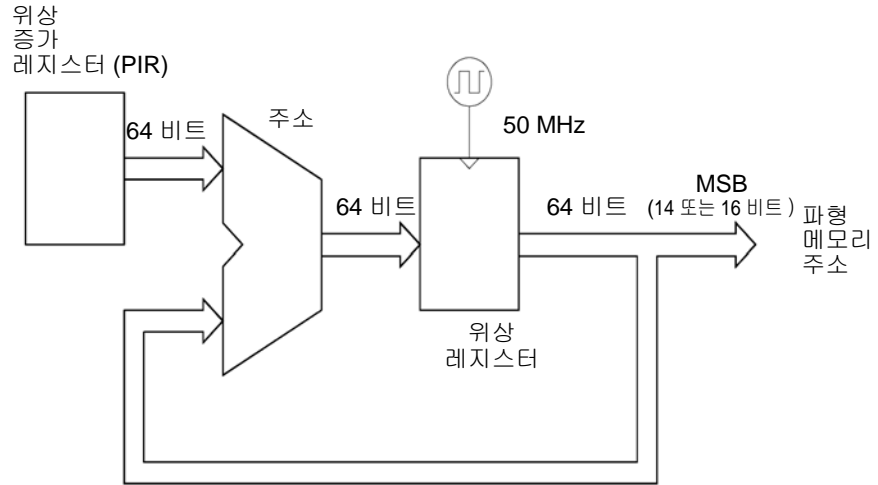 위상
증가
레지스터 (PIR)
64 비트
주소
50 MHz
64 비트
64 비트
MSB
(14 또는 16 비트 )
파형
메모리
주소
위상
레지스터